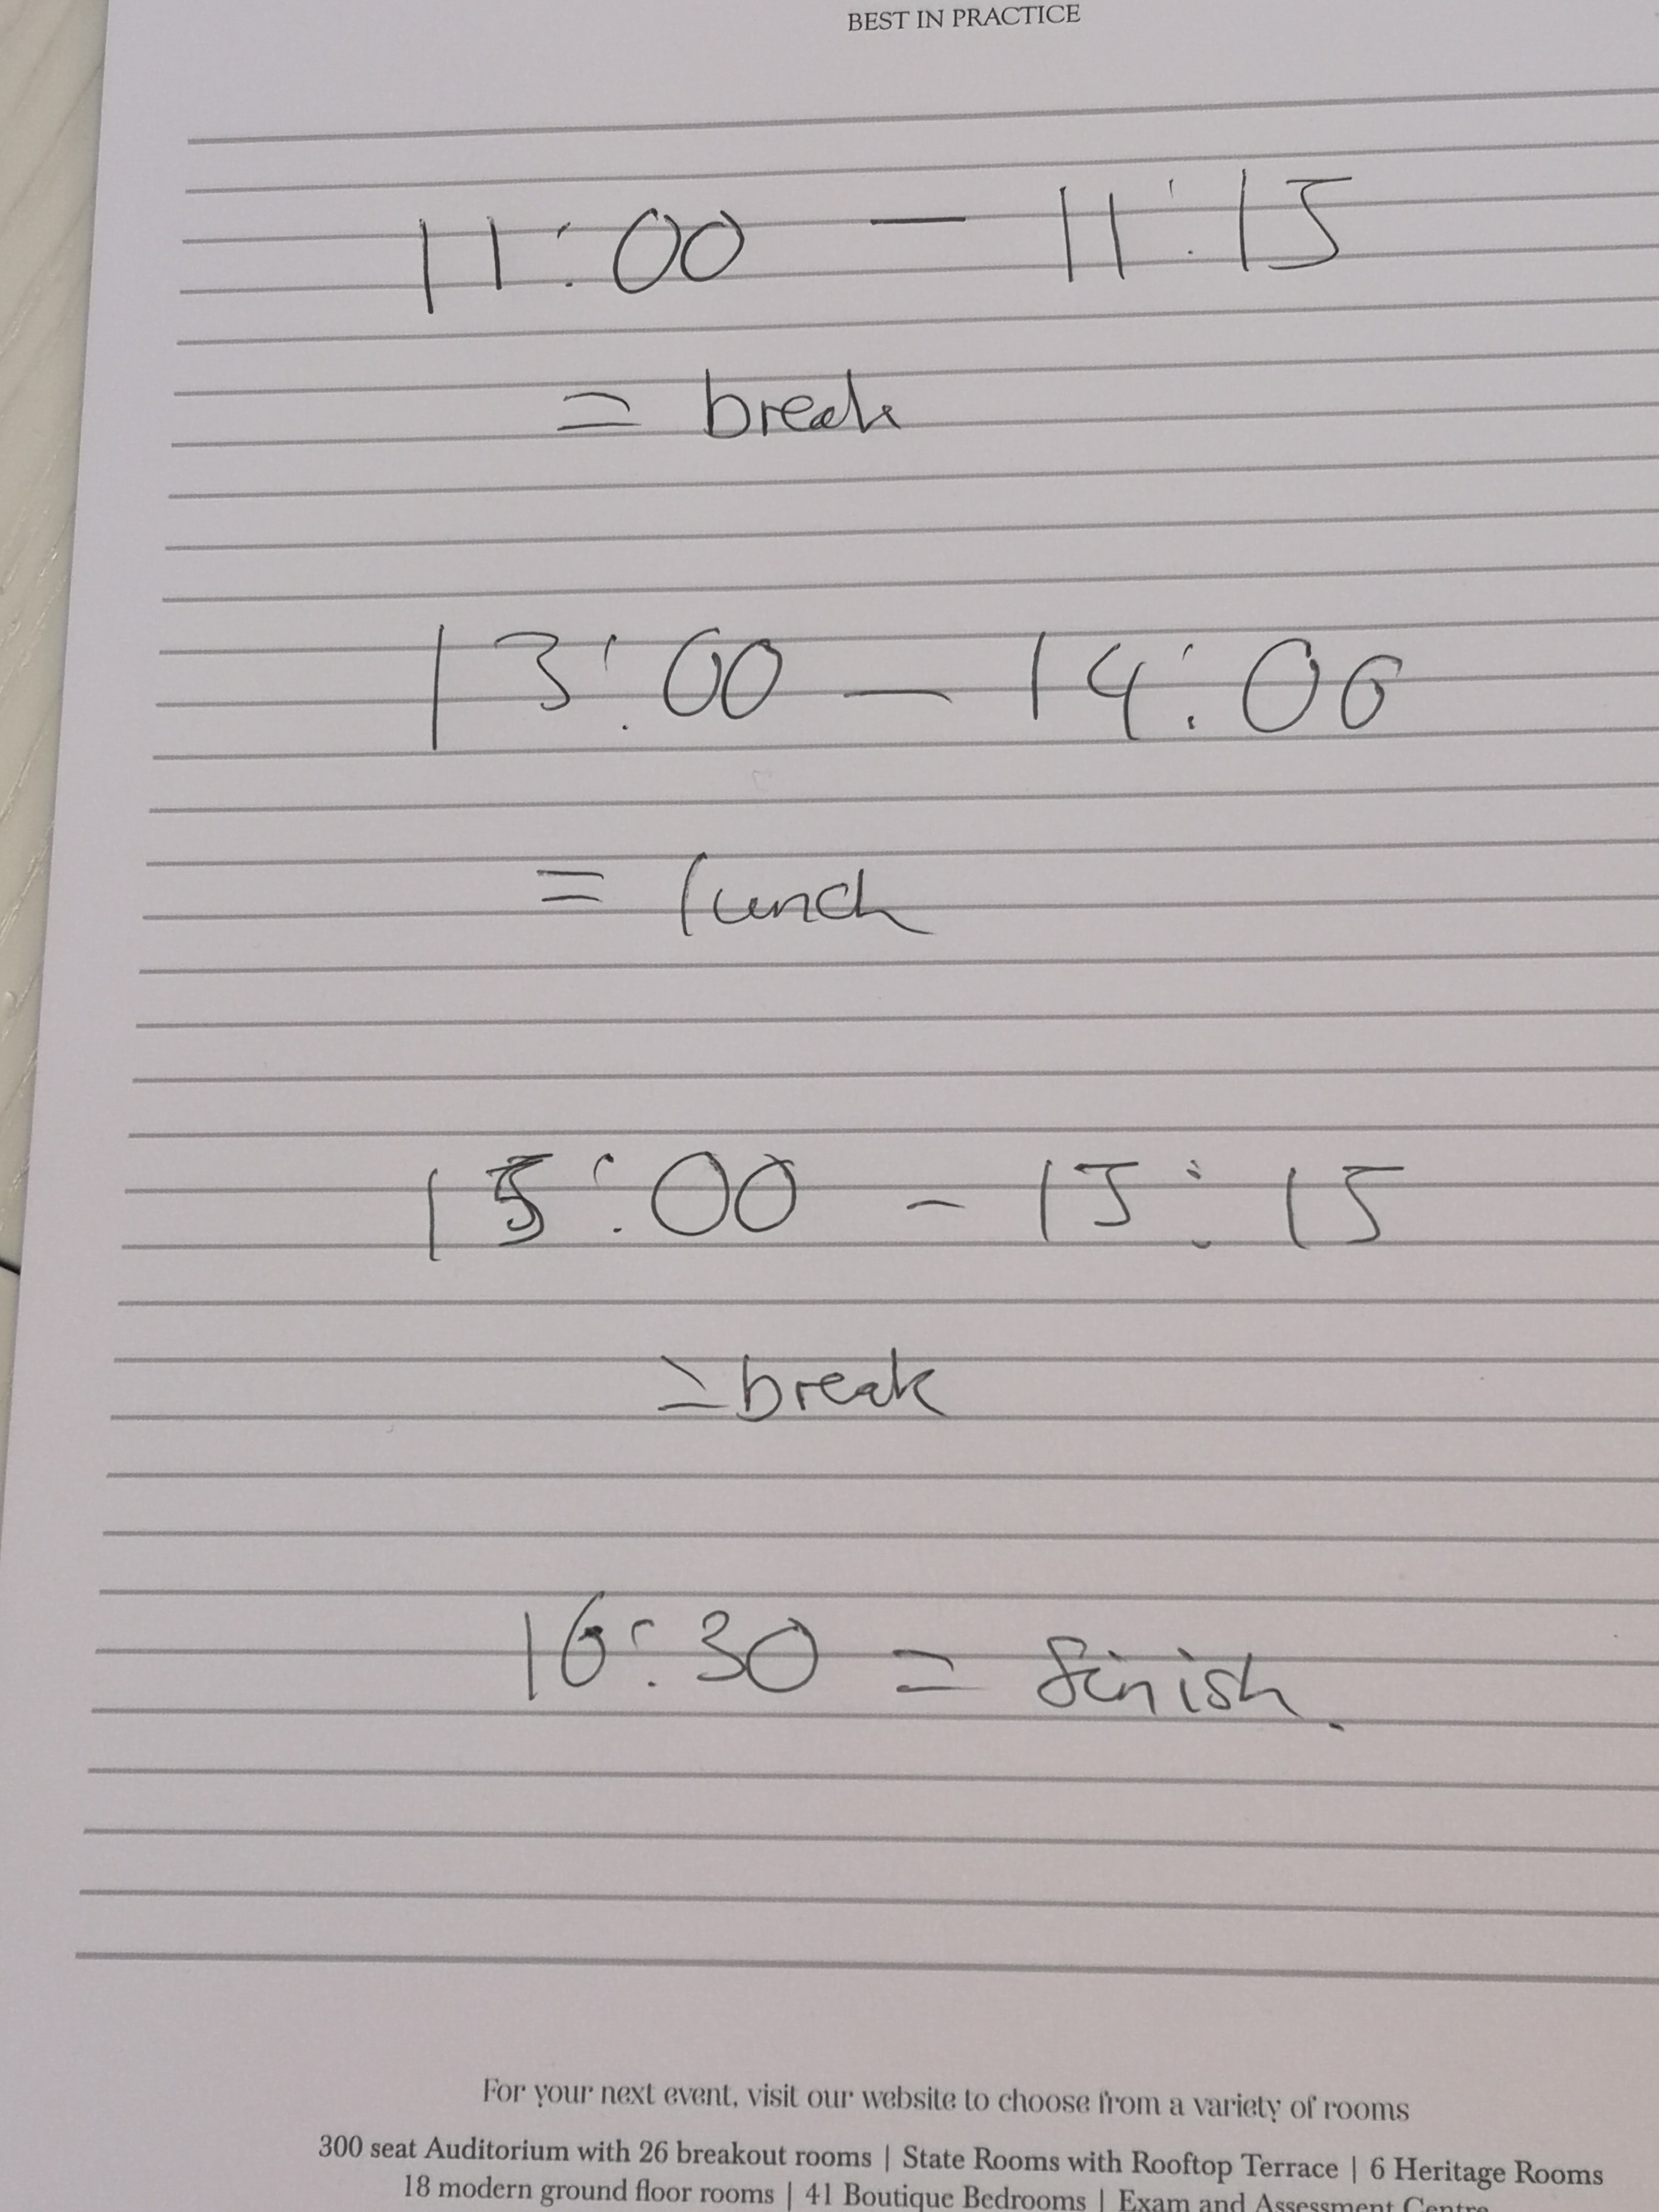 BEST IN PRACTICE
11:00 — 11:15
= break
13:00 — 14:00
= lunch
15:00 - 15:15
= break
16:30 = finish.
For your next event, visit our website to choose from a variety of rooms
300 seat Auditorium with 26 breakout rooms | State Rooms with Rooftop Terrace | 6 Heritage Rooms
18 modern ground floor rooms | 41 Boutique Bedrooms | Exam and Assessment Centre